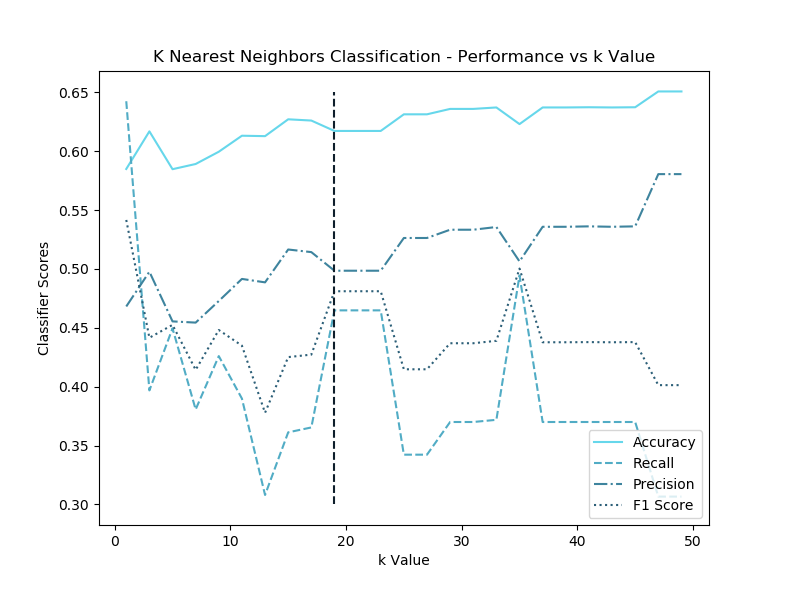 K Nearest Neighbors Classification - Performance vs k Value
Classifier Scores
0.65
0.60
0.55
0.50
0.45
0.40
0.35
0.30
Accuracy
Recall
Precision
F1 Score
0
10
20
30
40
50
k Value